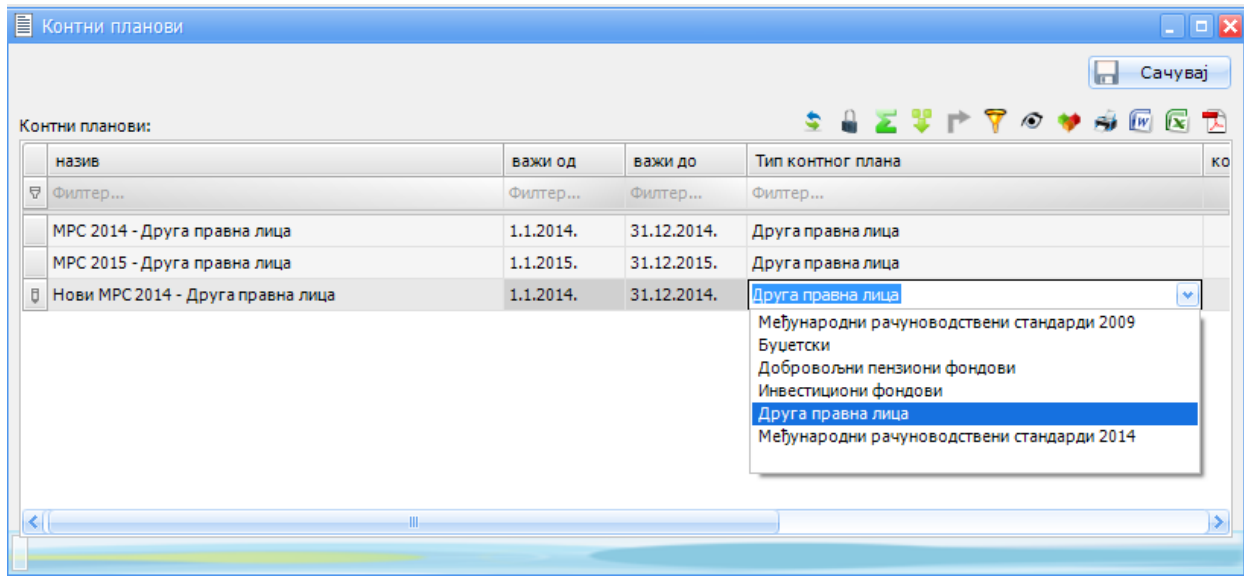 Контни планови
Сачувај
Контни планови:
назив важи од важи до Тип контног плана ко
Филтер... Филтер... Филтер... Филтер...
МРС 2014 - Друга правна лица 1.1.2014. 31.12.2014. Друга правна лица
МРС 2015 - Друга правна лица 1.1.2015. 31.12.2015. Друга правна лица
Нови МРС 2014 - Друга правна лица 1.1.2014. 31.12.2014. Друга правна лица
Међународни рачуноводствени стандарди 2009
Буџетски
Добровољни пензиони фондови
Инвестициони фондови
Друга правна лица
Међународни рачуноводствени стандарди 2014